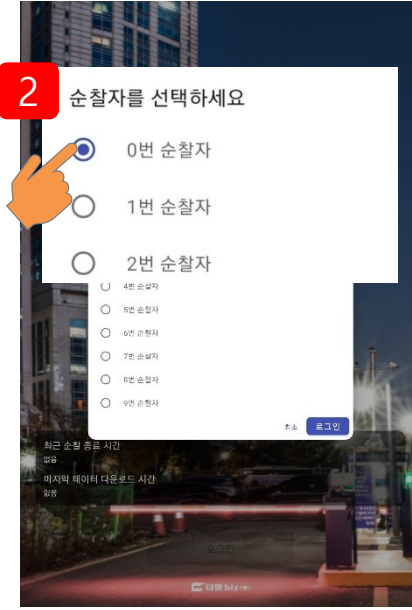 2
순찰자를 선택하세요
0번 순찰자
1번 순찰자
2번 순찰자
4번 순찰자
5번 순찰자
6번 순찰자
7번 순찰자
8번 순찰자
9번 순찰자
취소 로그인
최근 순찰 종료 시간
없음
마지막 데이터 다운로드 시간
없음
로그인